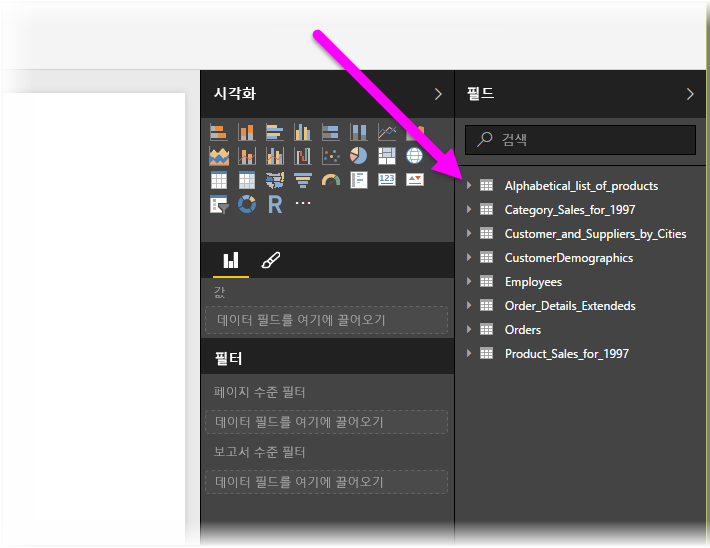 시각화
값
데이터 필드를 여기에 끌어오기
필터
페이지 수준 필터
데이터 필드를 여기에 끌어오기
보고서 수준 필터
데이터 필드를 여기에 끌어오기
필드
검색
Alphabetical_list_of_products
Category_Sales_for_1997
Customer_and_Suppliers_by_Cities
CustomerDemographics
Employees
Order_Details_Extendeds
Orders
Product_Sales_for_1997
123
R